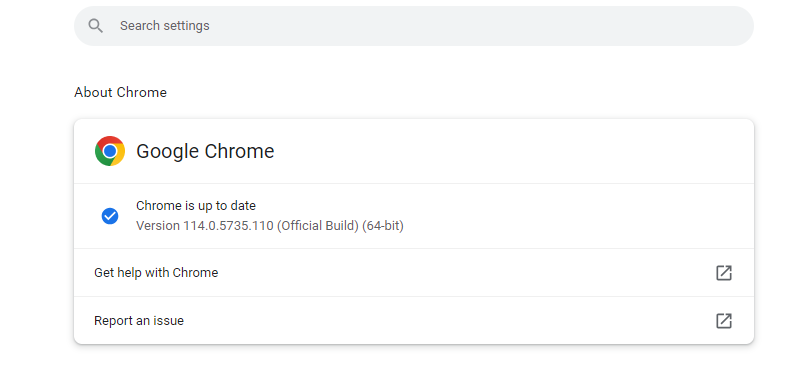 Search settings
About Chrome
Google Chrome
Chrome is up to date
Version 114.0.5735.110 (Official Build) (64-bit)
Get help with Chrome
Report an issue